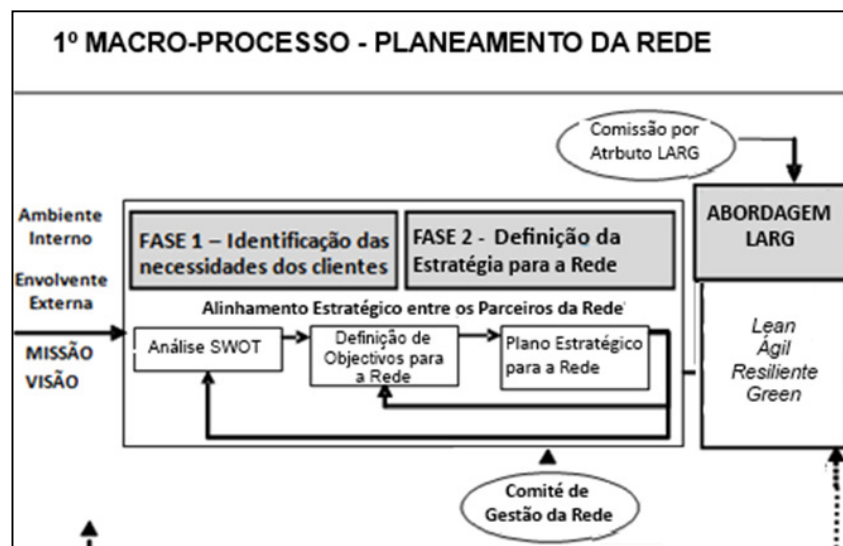 1º MACRO-PROCESSO - PLANEAMENTO DA REDE
Comissão por
Atrbuto LARG
Ambiente
Interno
Envolvente
Externa
MISSÃO
VISÃO
FASE 1 – Identificação das
necessidades dos clientes
FASE 2 - Definição da
Estratégia para a Rede
ABORDAGEM
LARG
Alinhamento Estratégico entre os Parceiros da Rede
Análise SWOT
Definição de
Objectivos para
a Rede
Plano Estratégico
para a Rede
Lean
Ágil
Resiliente
Green
Comité de
Gestão da Rede